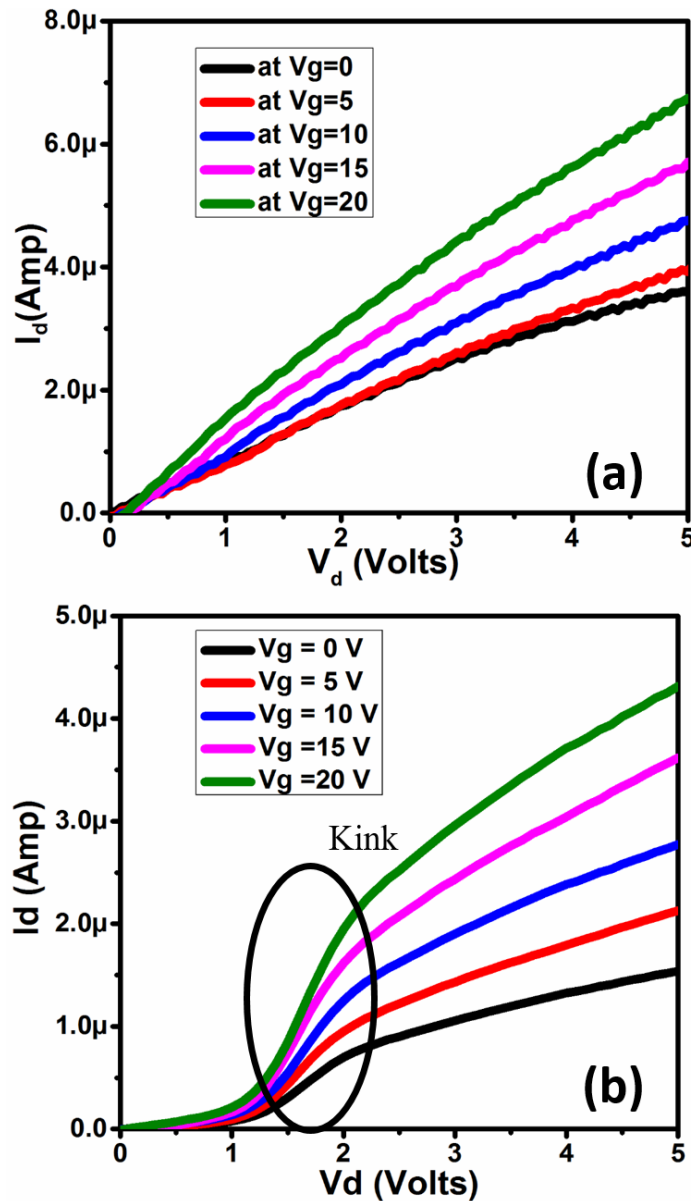 8.0μ
6.0μ
4.0μ
2.0μ
0.0
I_d(Amp)
at Vg=0
at Vg=5
at Vg=10
at Vg=15
at Vg=20
(a)
0 1 2 3 4 5
V_d (Volts)
5.0μ
4.0μ
3.0μ
2.0μ
1.0μ
0.0
Id (Amp)
Vg = 0 V
Vg = 5 V
Vg = 10 V
Vg =15 V
Vg =20 V
Kink
(b)
0 1 2 3 4 5
Vd (Volts)